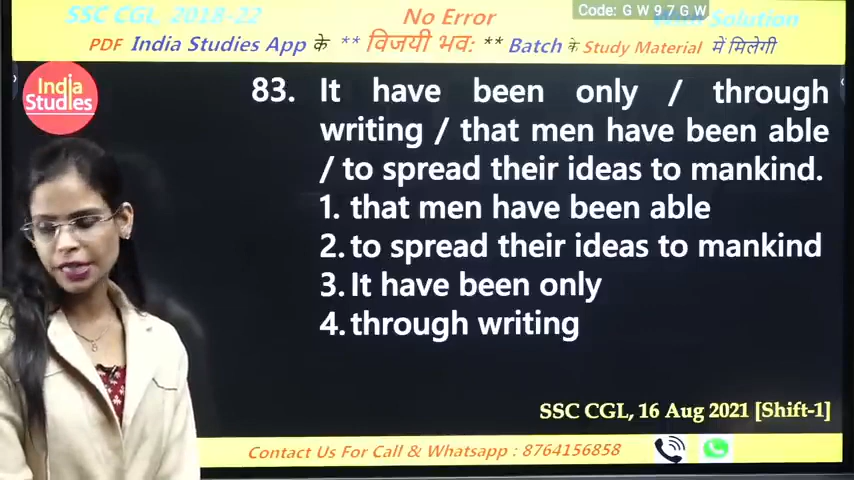 SSC CGL, 2018-22
No Error
Code: G W 9 7 G W
With Solution
PDF India Studies App के ** विजयी भव: ** Batch के Study Material में मिलेगी
India
Studies
83. It have been only / through
writing / that men have been able
/ to spread their ideas to mankind.
1. that men have been able
2. to spread their ideas to mankind
3. It have been only
4. through writing
SSC CGL, 16 Aug 2021 [Shift-1]
Contact Us For Call & Whatsapp : 8764156858